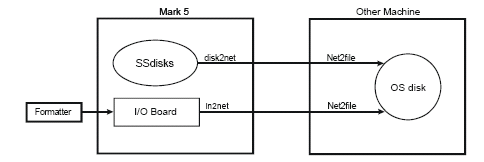 Mark 5
Other Machine
SSdisks
disk2net
Net2file
OS disk
Formatter
I/O Board
In2net
Net2file